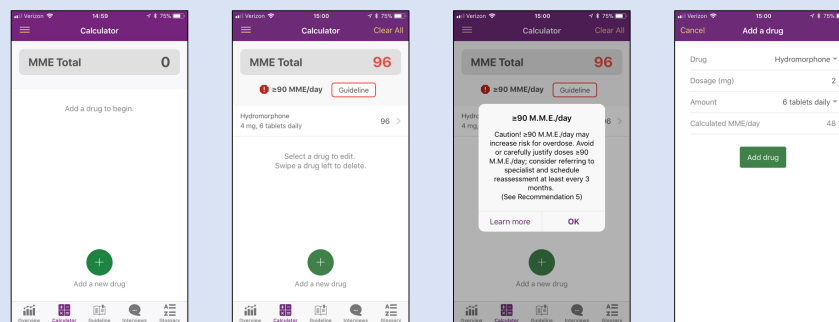 Verizon 14:59 75%
Calculator
MME Total 0
Add a drug to begin.
Add a new drug
Overview Calculator Guideline Interviews Glossary
Verizon 15:00 75%
Calculator Clear All
MME Total 96
≥90 MME/day Guideline
Hydromorphone
4 mg, 6 tablets daily 96
Select a drug to edit.
Swipe a drug left to delete.
Add a new drug
Overview Calculator Guideline Interviews Glossary
Verizon 15:00 75%
Calculator Clear All
MME Total 96
≥90 MME/day Guideline
Hydro
4 mg,
≥90 M.M.E./day
Caution! ≥90 M.M.E./day may
increase risk for overdose. Avoid
or carefully justify doses ≥90
M.M.E./day; consider referring to
specialist and schedule
reassessment at least every 3
months.
(See Recommendation 5)
Learn more OK
Add a new drug
Overview Calculator Guideline Interviews Glossary
Verizon 15:00 75%
Cancel Add a drug
Drug Hydromorphone
Dosage (mg) 2
Amount 6 tablets daily
Calculated MME/day 48
Add drug